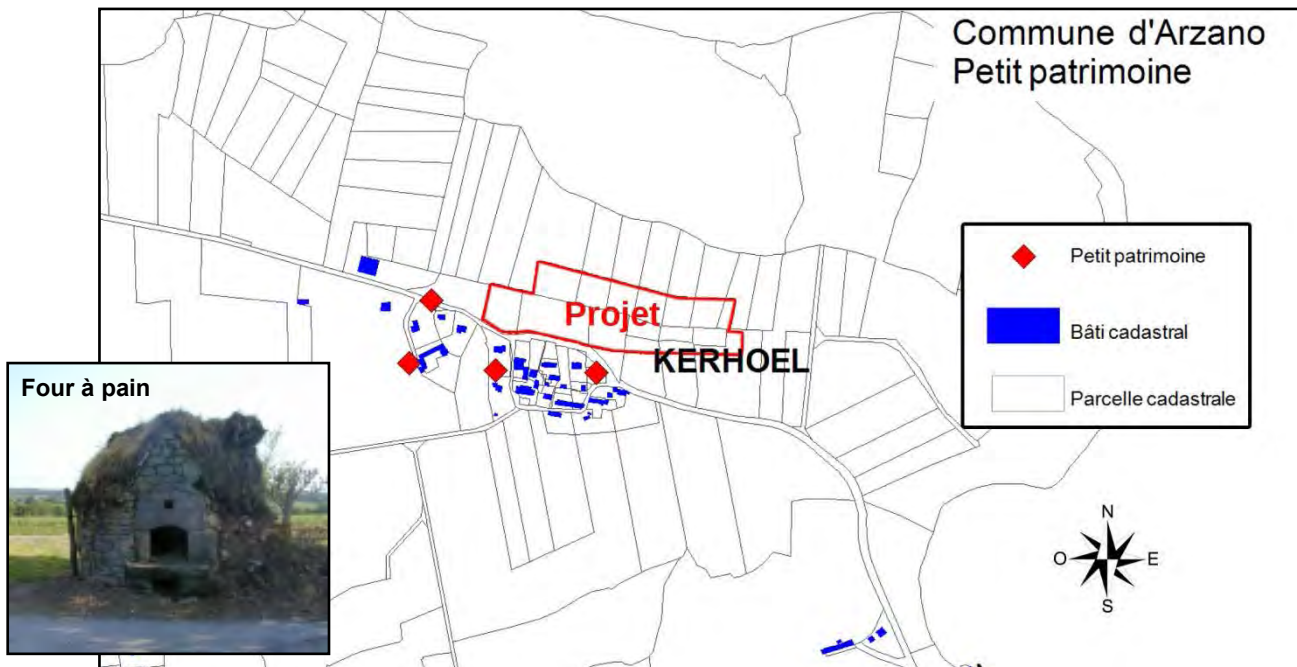 Commune d'Arzano
Petit patrimoine
Petit patrimoine
Bâti cadastral
Parcelle cadastrale
Projet
KERHOEL
Four à pain
N
O
E
S